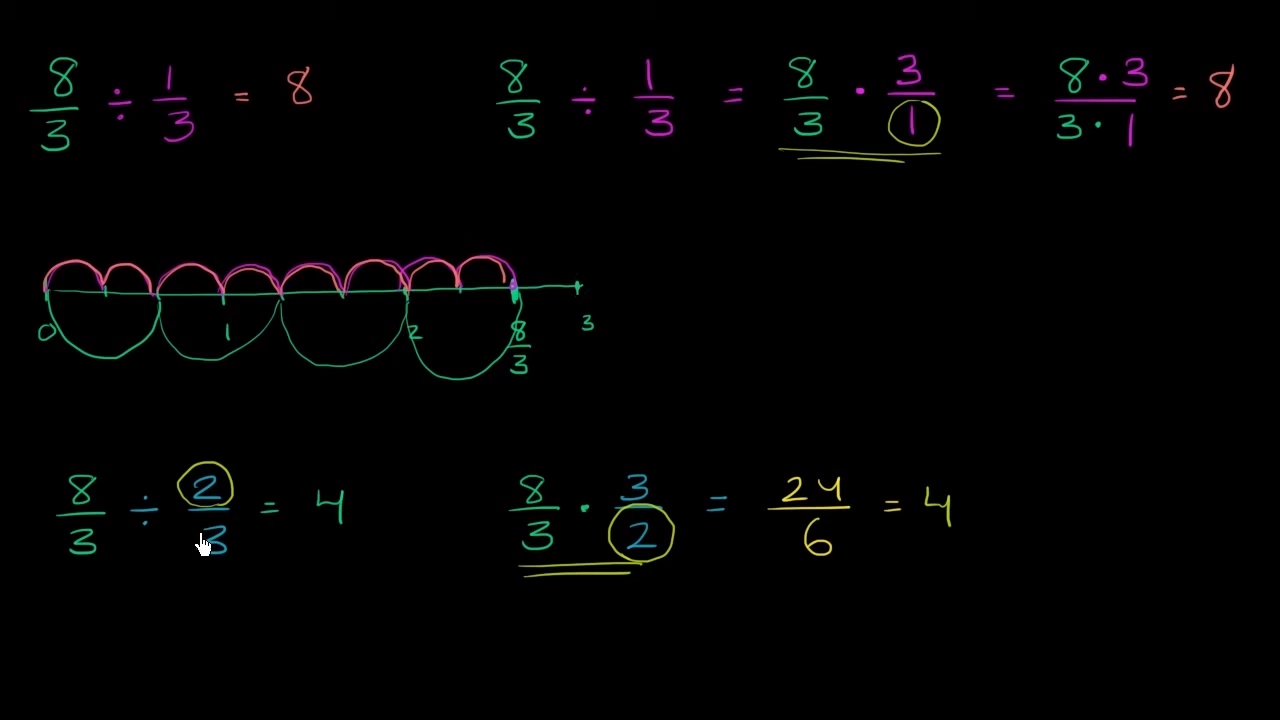 8/3 ÷ 1/3 = 8
8/3 ÷ 1/3 = 8/3 · 3/1 = 8·3/3·1 = 8
0 1 2 8/3 3
8/3 ÷ 2/3 = 4
8/3 · 3/2 = 24/6 = 4